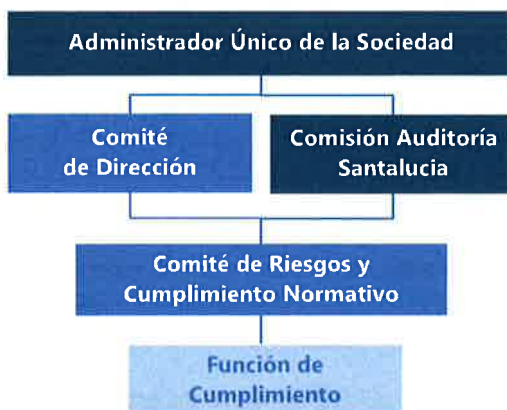 Administrador Único de la Sociedad
Comité
de Dirección
Comisión Auditoría
Santalucia
Comité de Riesgos y
Cumplimiento Normativo
Función de
Cumplimiento